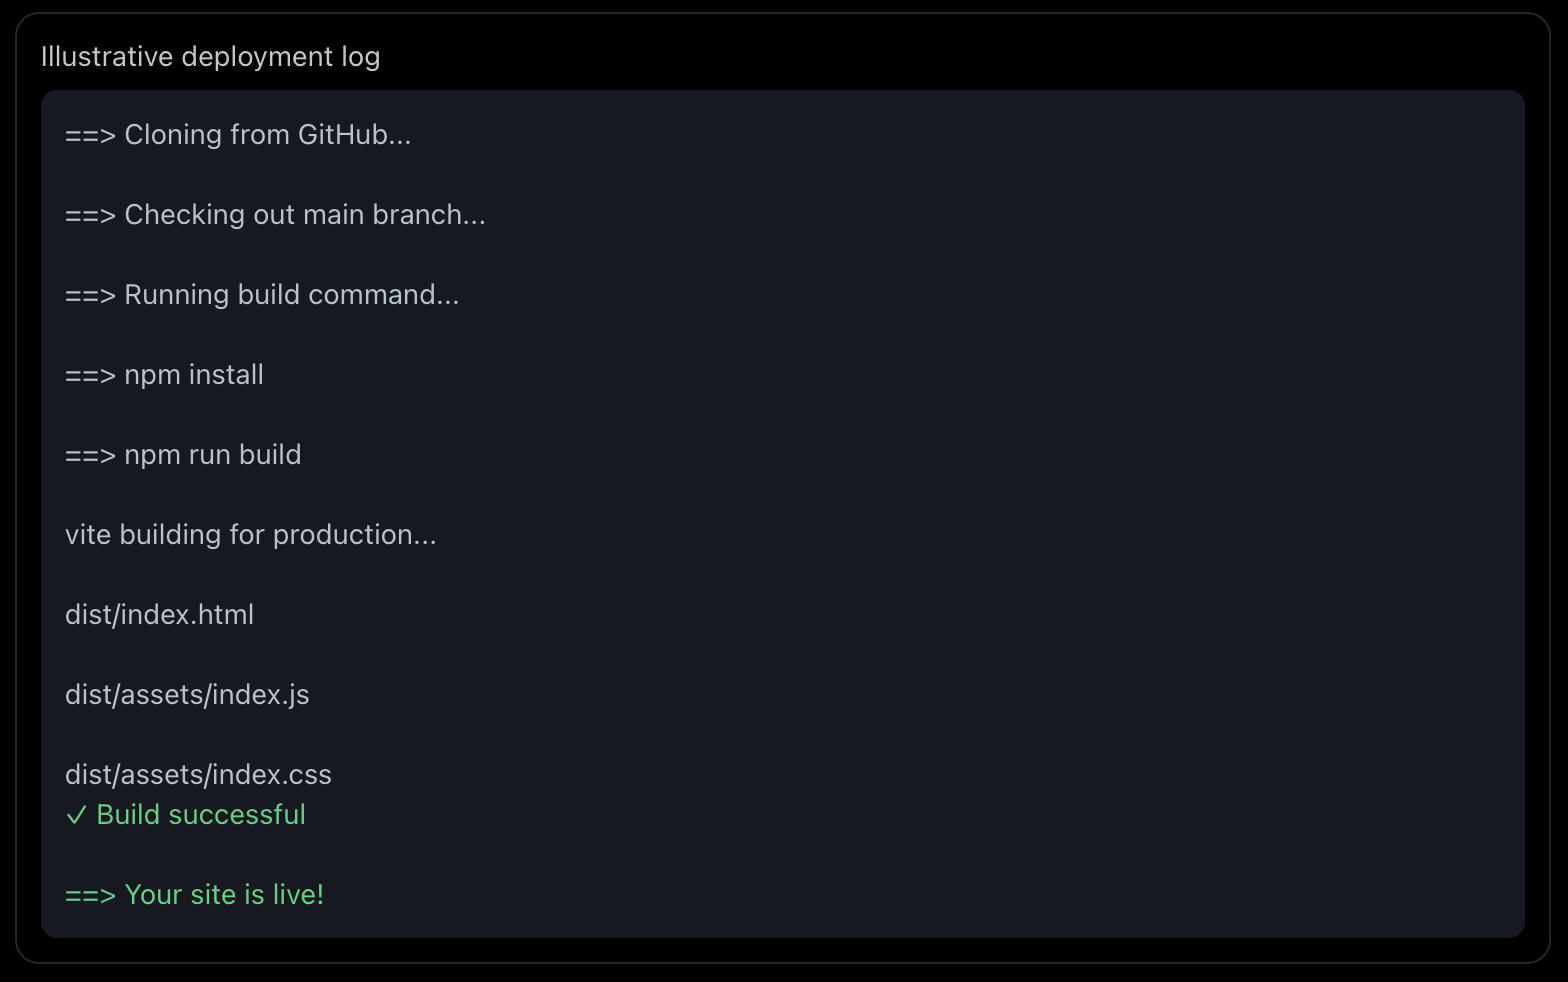 Illustrative deployment log
==> Cloning from GitHub...
==> Checking out main branch...
==> Running build command...
==> npm install
==> npm run build
vite building for production...
dist/index.html
dist/assets/index.js
dist/assets/index.css
✓ Build successful
==> Your site is live!